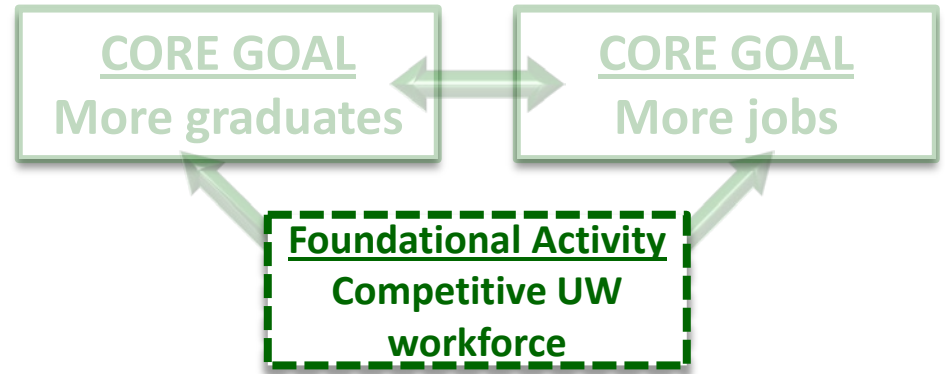 CORE GOAL
More graduates
CORE GOAL
More jobs
Foundational Activity
Competitive UW
workforce